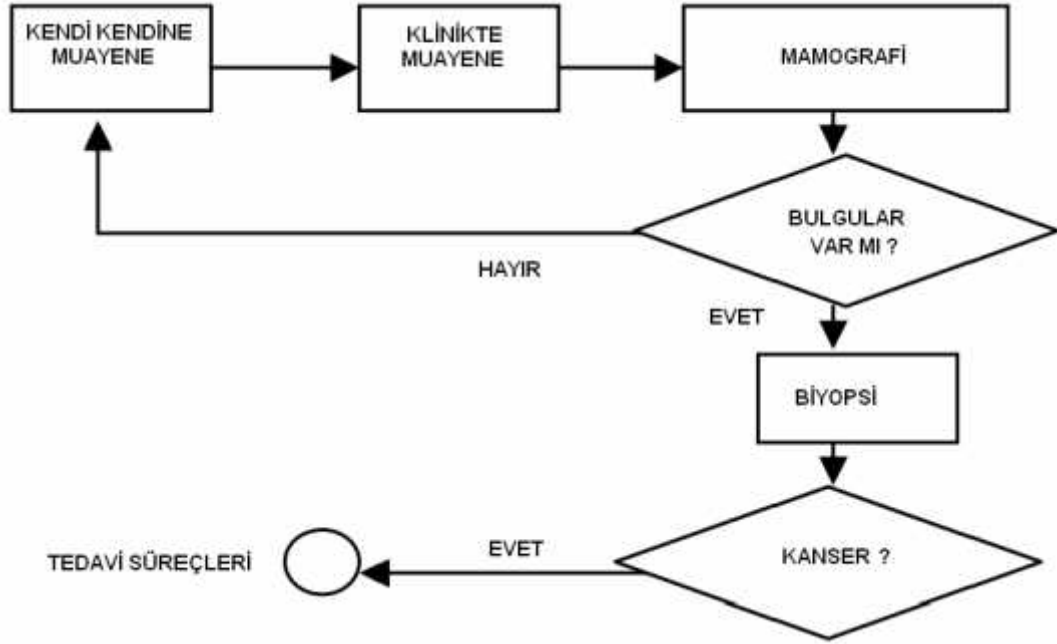 KENDİ KENDİNE
MUAYENE
KLİNİKTE
MUAYENE
MAMOGRAFİ
BULGULAR
VAR MI ?
HAYIR
EVET
BİYOPSİ
KANSER ?
EVET
TEDAVİ SÜREÇLERİ